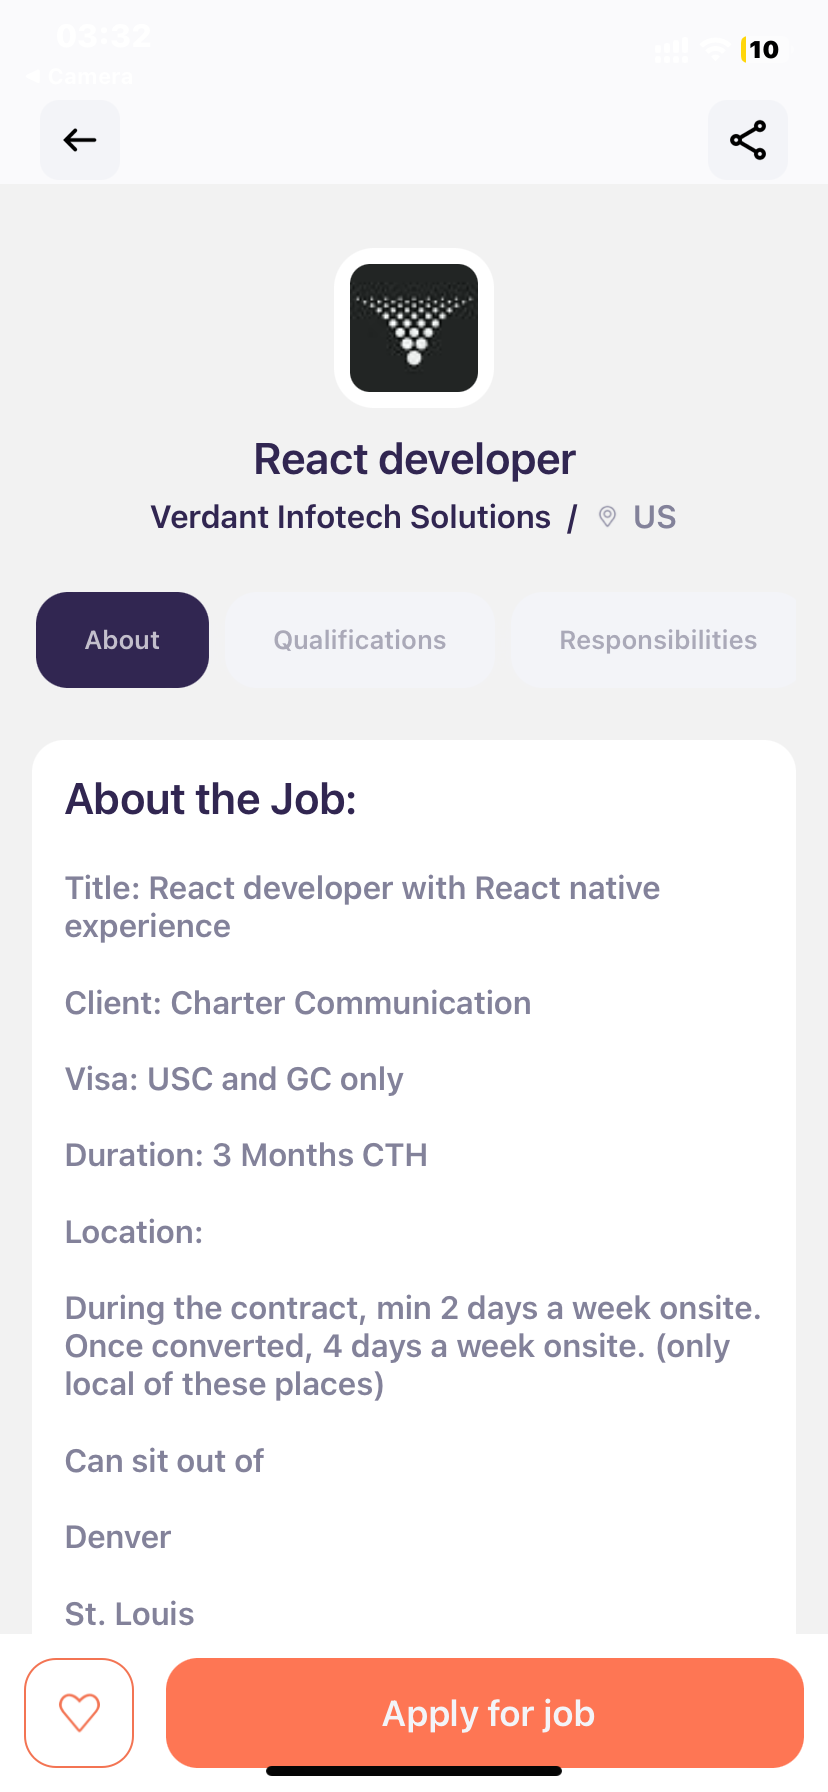 03:32
10
◀ Camera
React developer
Verdant Infotech Solutions / US
About
Qualifications
Responsibilities
About the Job:
Title: React developer with React native
experience
Client: Charter Communication
Visa: USC and GC only
Duration: 3 Months CTH
Location:
During the contract, min 2 days a week onsite.
Once converted, 4 days a week onsite. (only
local of these places)
Can sit out of
Denver
St. Louis
Apply for job